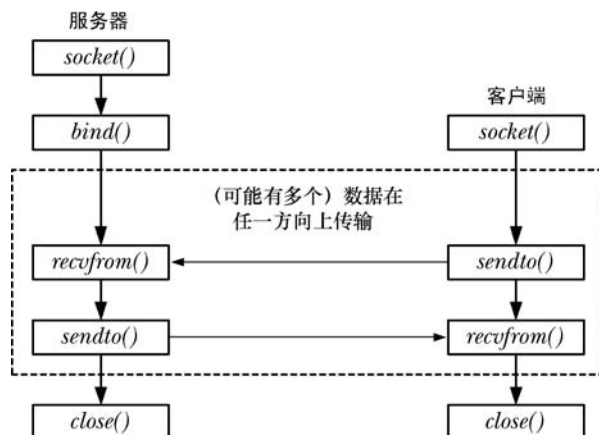 服务器
socket()
客户端
bind()
socket()
(可能有多个) 数据在
任一方向上传输
recvfrom()
sendto()
sendto()
recvfrom()
close()
close()